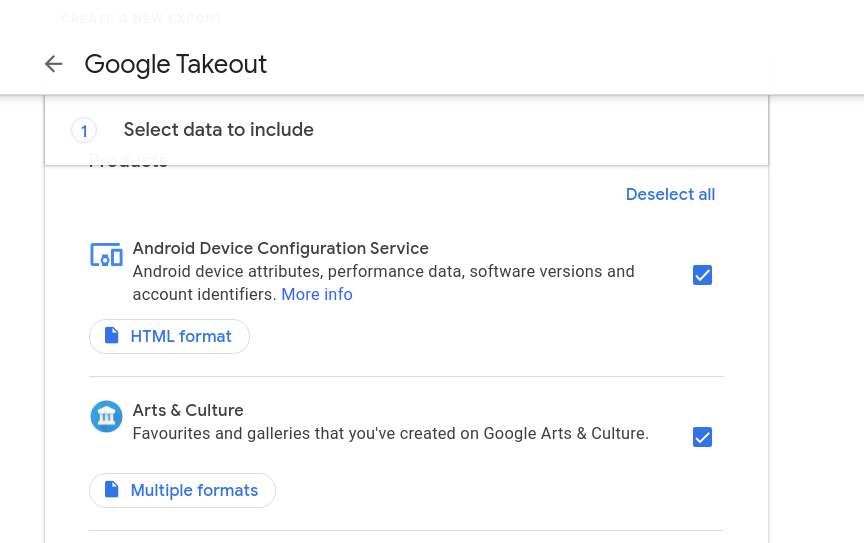 CREATE A NEW EXPORT
Google Takeout
1 Select data to include
Products
Deselect all
Android Device Configuration Service
Android device attributes, performance data, software versions and
account identifiers. More info
HTML format
Arts & Culture
Favourites and galleries that you've created on Google Arts & Culture.
Multiple formats